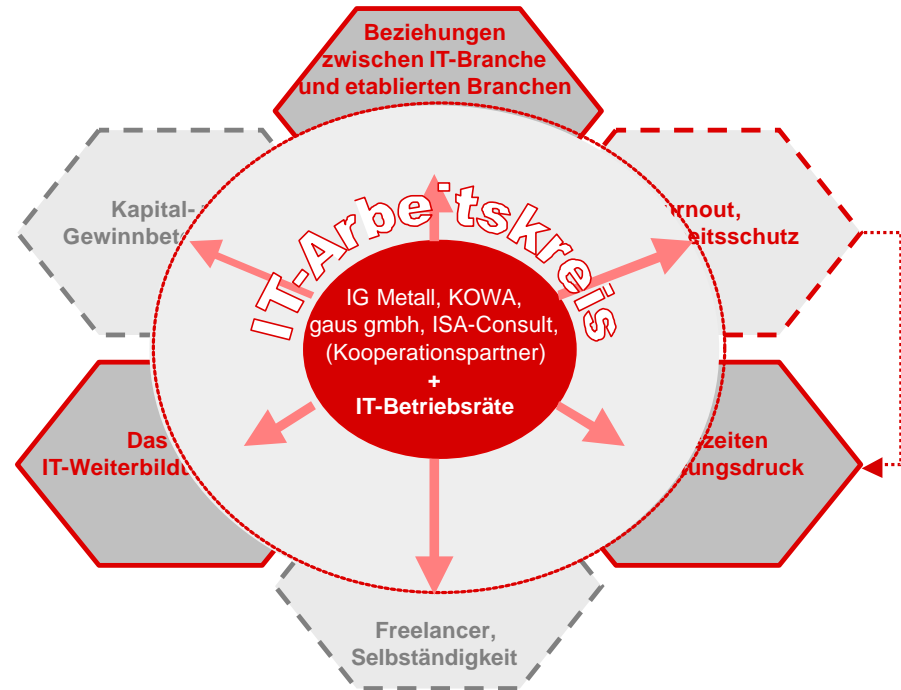 Beziehungen
zwischen IT-Branche
und etablierten Branchen
Kapital-
Gewinnbet
rnout,
eitsschutz
IT-Arbeitskreis
IG Metall, KOWA,
gaus gmbh, ISA-Consult,
(Kooperationspartner)
+
IT-Betriebsräte
Das
IT-Weiterbildu
zeiten
ungsdruck
Freelancer,
Selbständigkeit